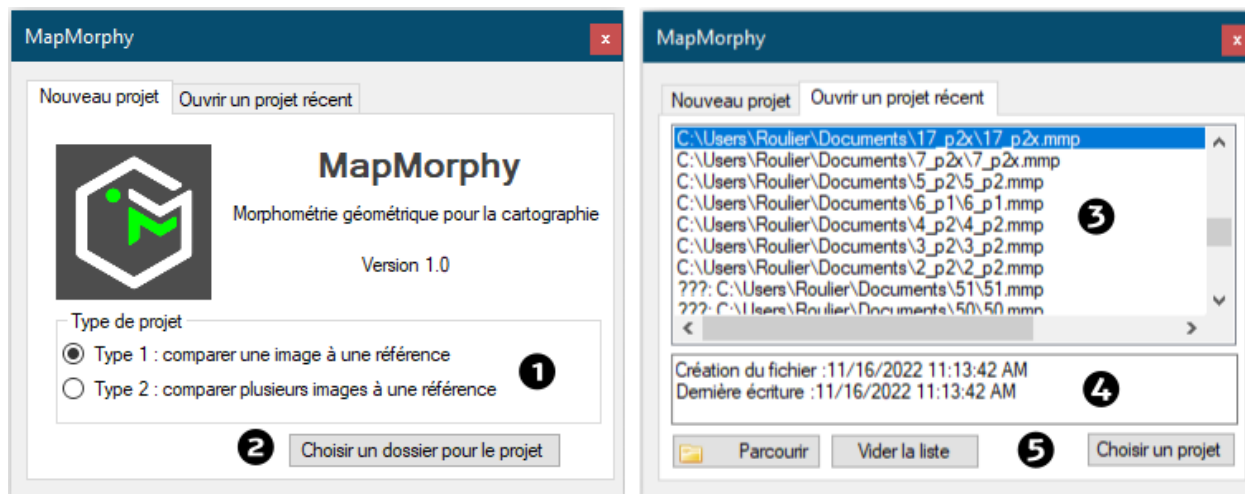 MapMorphy
x
Nouveau projet
Ouvrir un projet récent
MapMorphy
Morphométrie géométrique pour la cartographie
Version 1.0
Type de projet
Type 1 : comparer une image à une référence
Type 2 : comparer plusieurs images à une référence
1
2
Choisir un dossier pour le projet
MapMorphy
x
Nouveau projet
Ouvrir un projet récent
C:\Users\Roulier\Documents\17_p2x\17_p2x.mmp
C:\Users\Roulier\Documents\7_p2x\7_p2x.mmp
C:\Users\Roulier\Documents\5_p2\5_p2.mmp
C:\Users\Roulier\Documents\6_p1\6_p1.mmp
C:\Users\Roulier\Documents\4_p2\4_p2.mmp
C:\Users\Roulier\Documents\3_p2\3_p2.mmp
C:\Users\Roulier\Documents\2_p2\2_p2.mmp
???: C:\Users\Roulier\Documents\51\51.mmp
???: C:\Users\Roulier\Documents\50\50.mmp
3
Création du fichier :11/16/2022 11:13:42 AM
Dernière écriture :11/16/2022 11:13:42 AM
4
Parcourir
Vider la liste
5
Choisir un projet